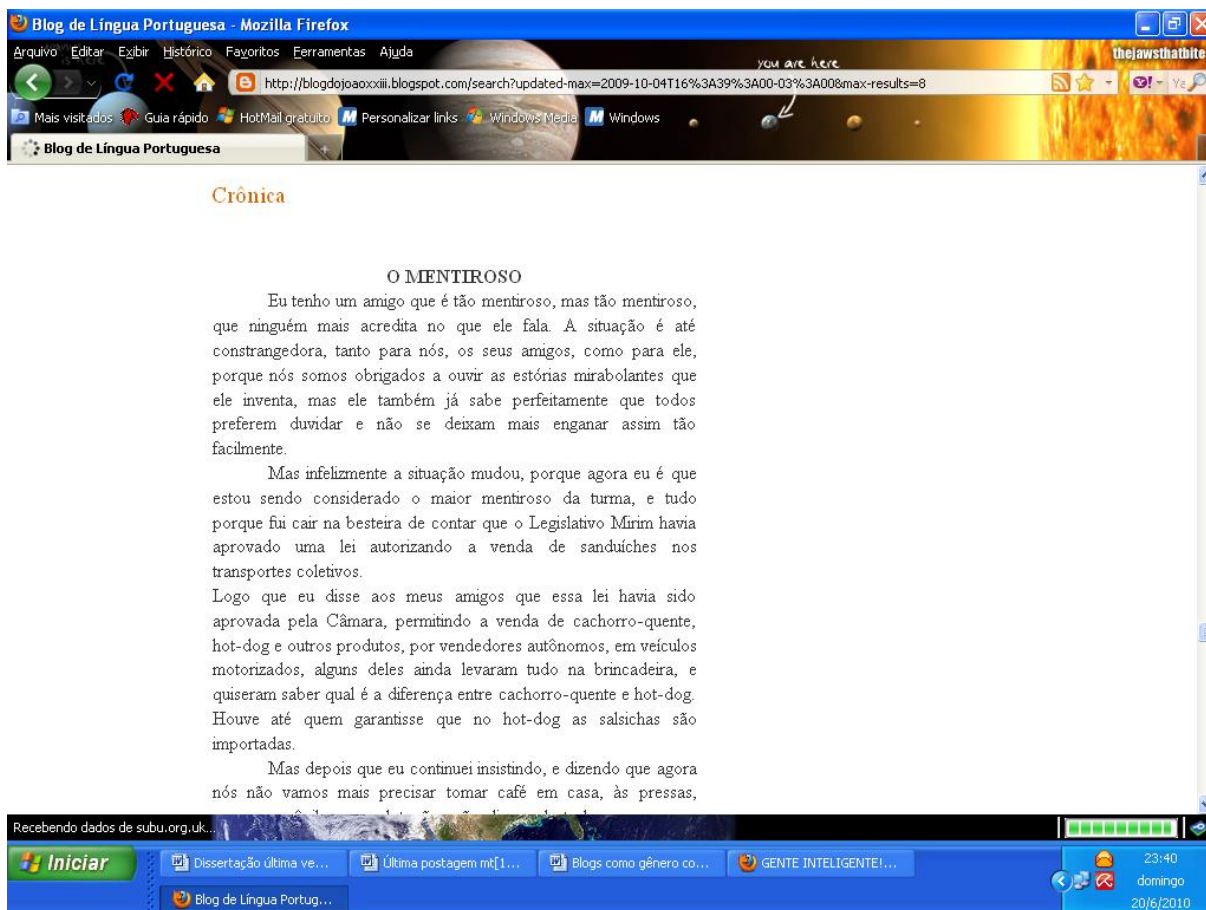 Blog de Língua Portuguesa - Mozilla Firefox
Arquivo Editar Exibir Histórico Favoritos Ferramentas Ajuda
you are here
thejawsthatbite
http://blogdojoaoxxiii.blogspot.com/search?updated-max=2009-10-04T16%3A39%3A00-03%3A00&max-results=8
Mais visitados Guia rápido HotMail gratuito Personalizar links Windows Media Windows
Blog de Língua Portuguesa
Crônica
O MENTIROSO
Eu tenho um amigo que é tão mentiroso, mas tão mentiroso,
que ninguém mais acredita no que ele fala. A situação é até
constrangedora, tanto para nós, os seus amigos, como para ele,
porque nós somos obrigados a ouvir as estórias mirabolantes que
ele inventa, mas ele também já sabe perfeitamente que todos
preferem duvidar e não se deixam mais enganar assim tão
facilmente.
Mas infelizmente a situação mudou, porque agora eu é que
estou sendo considerado o maior mentiroso da turma, e tudo
porque fui cair na besteira de contar que o Legislativo Mirim havia
aprovado uma lei autorizando a venda de sanduíches nos
transportes coletivos.
Logo que eu disse aos meus amigos que essa lei havia sido
aprovada pela Câmara, permitindo a venda de cachorro-quente,
hot-dog e outros produtos, por vendedores autônomos, em veículos
motorizados, alguns deles ainda levaram tudo na brincadeira, e
quiseram saber qual é a diferença entre cachorro-quente e hot-dog.
Houve até quem garantisse que no hot-dog as salsichas são
importadas.
Mas depois que eu continuei insistindo, e dizendo que agora
nós não vamos mais precisar tomar café em casa, às pressas,
Recebendo dados de subu.org.uk...
Iniciar
Dissertação última ve...
Última postagem mt[1...
Blogs como gênero co...
GENTE INTELIGENTE!...
23:40
Blog de Língua Portug...
domingo
20/6/2010